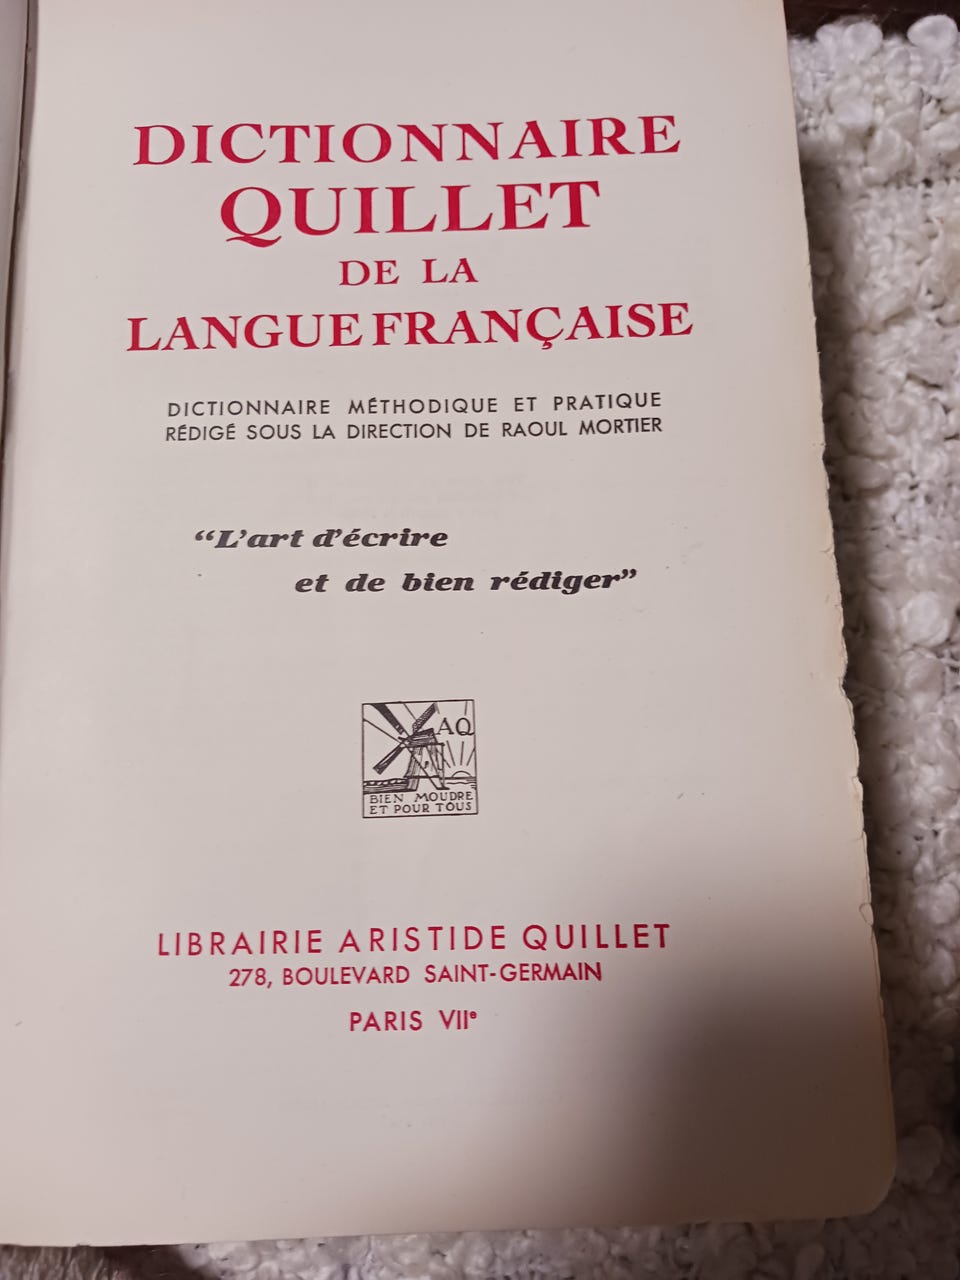 DICTIONNAIRE
QUILLET
DE LA
LANGUE FRANÇAISE
DICTIONNAIRE MÉTHODIQUE ET PRATIQUE
RÉDIGÉ SOUS LA DIRECTION DE RAOUL MORTIER
“L’art d’écrire
et de bien rédiger”
AQ
BIEN MOUDRE
ET POUR TOUS
LIBRAIRIE ARISTIDE QUILLET
278, BOULEVARD SAINT-GERMAIN
PARIS VIIᵉ